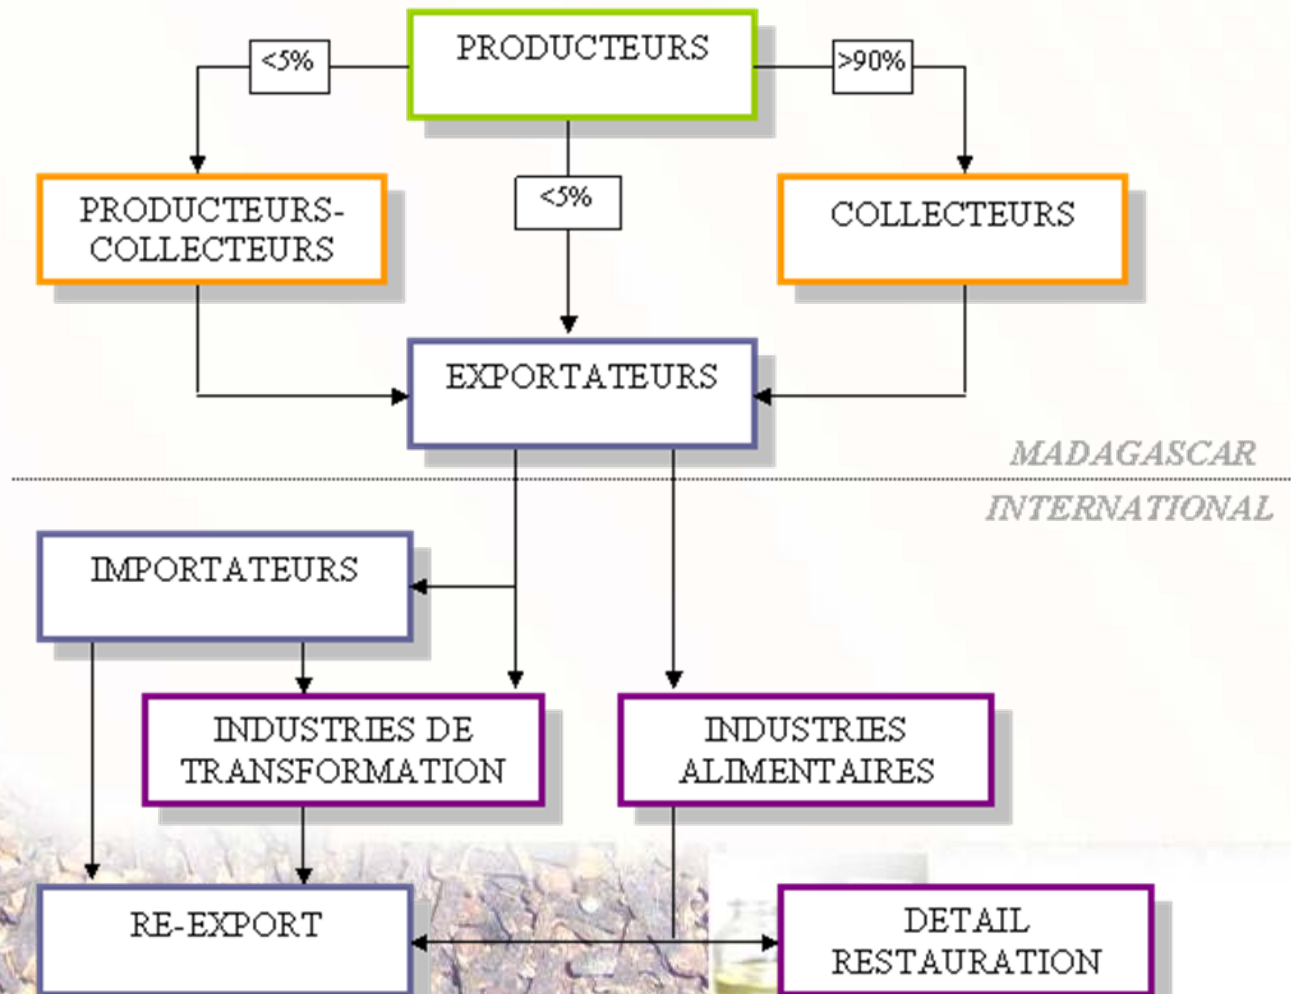 PRODUCTEURS
<5%
>90%
<5%
PRODUCTEURS-
COLLECTEURS
COLLECTEURS
EXPORTATEURS
MADAGASCAR
INTERNATIONAL
IMPORTATEURS
INDUSTRIES DE
TRANSFORMATION
INDUSTRIES
ALIMENTAIRES
RE-EXPORT
DETAIL
RESTAURATION